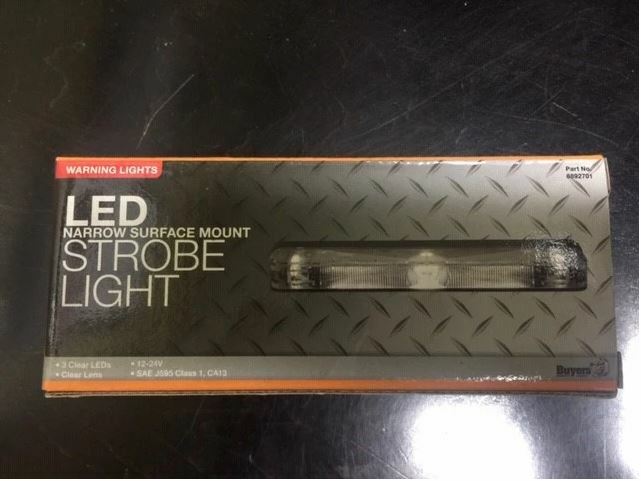 WARNING LIGHTS
Part No.
8892701
LED
NARROW SURFACE MOUNT
STROBE
LIGHT
• 3 Clear LEDs
• Clear Lens
• 12-24V
• SAE J595 Class 1, CA13
Buyers